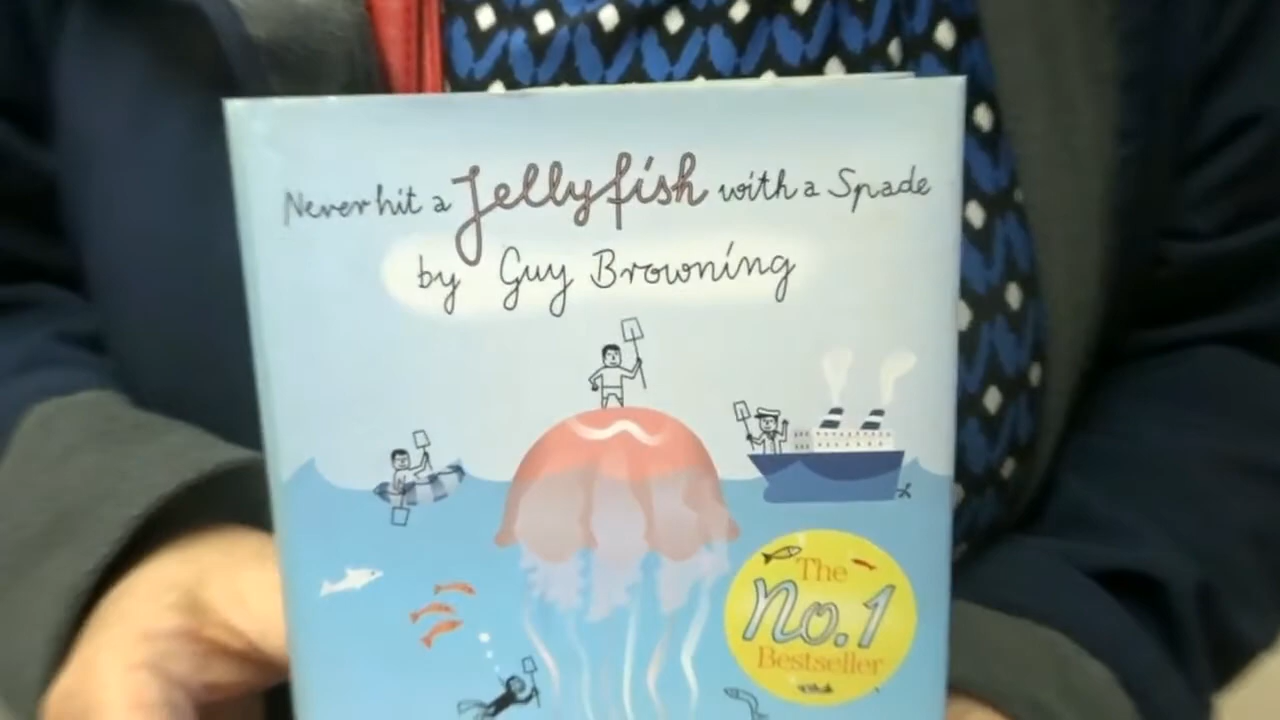 Never hit a Jellyfish with a Spade
by Guy Browning
The
No.1
Bestseller